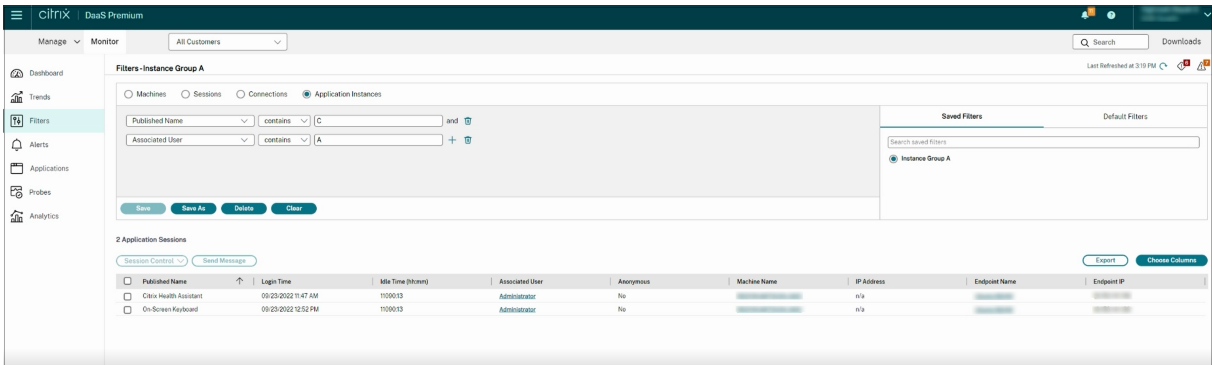 citrix | DaaS Premium
Manage Monitor All Customers Search Downloads
Dashboard
Trends
Filters
Alerts
Applications
Probes
Analytics
Filters-Instance Group A
Last Refreshed at 3:19 PM
Machines Sessions Connections Application Instances
Published Name contains C and
Associated User contains A
Saved Filters Default Filters
Search saved filters
Instance Group A
Save Save As Delete Clear
2 Application Sessions
Session Control Send Message Export Choose Columns
Published Name Login Time Idle Time (hh:mm) Associated User Anonymous Machine Name IP Address Endpoint Name Endpoint IP
Citrix Health Assistant 09/23/2022 11:47 AM 11090:13 Administrator No n/a
On-Screen Keyboard 09/23/2022 12:52 PM 11090:13 Administrator No n/a